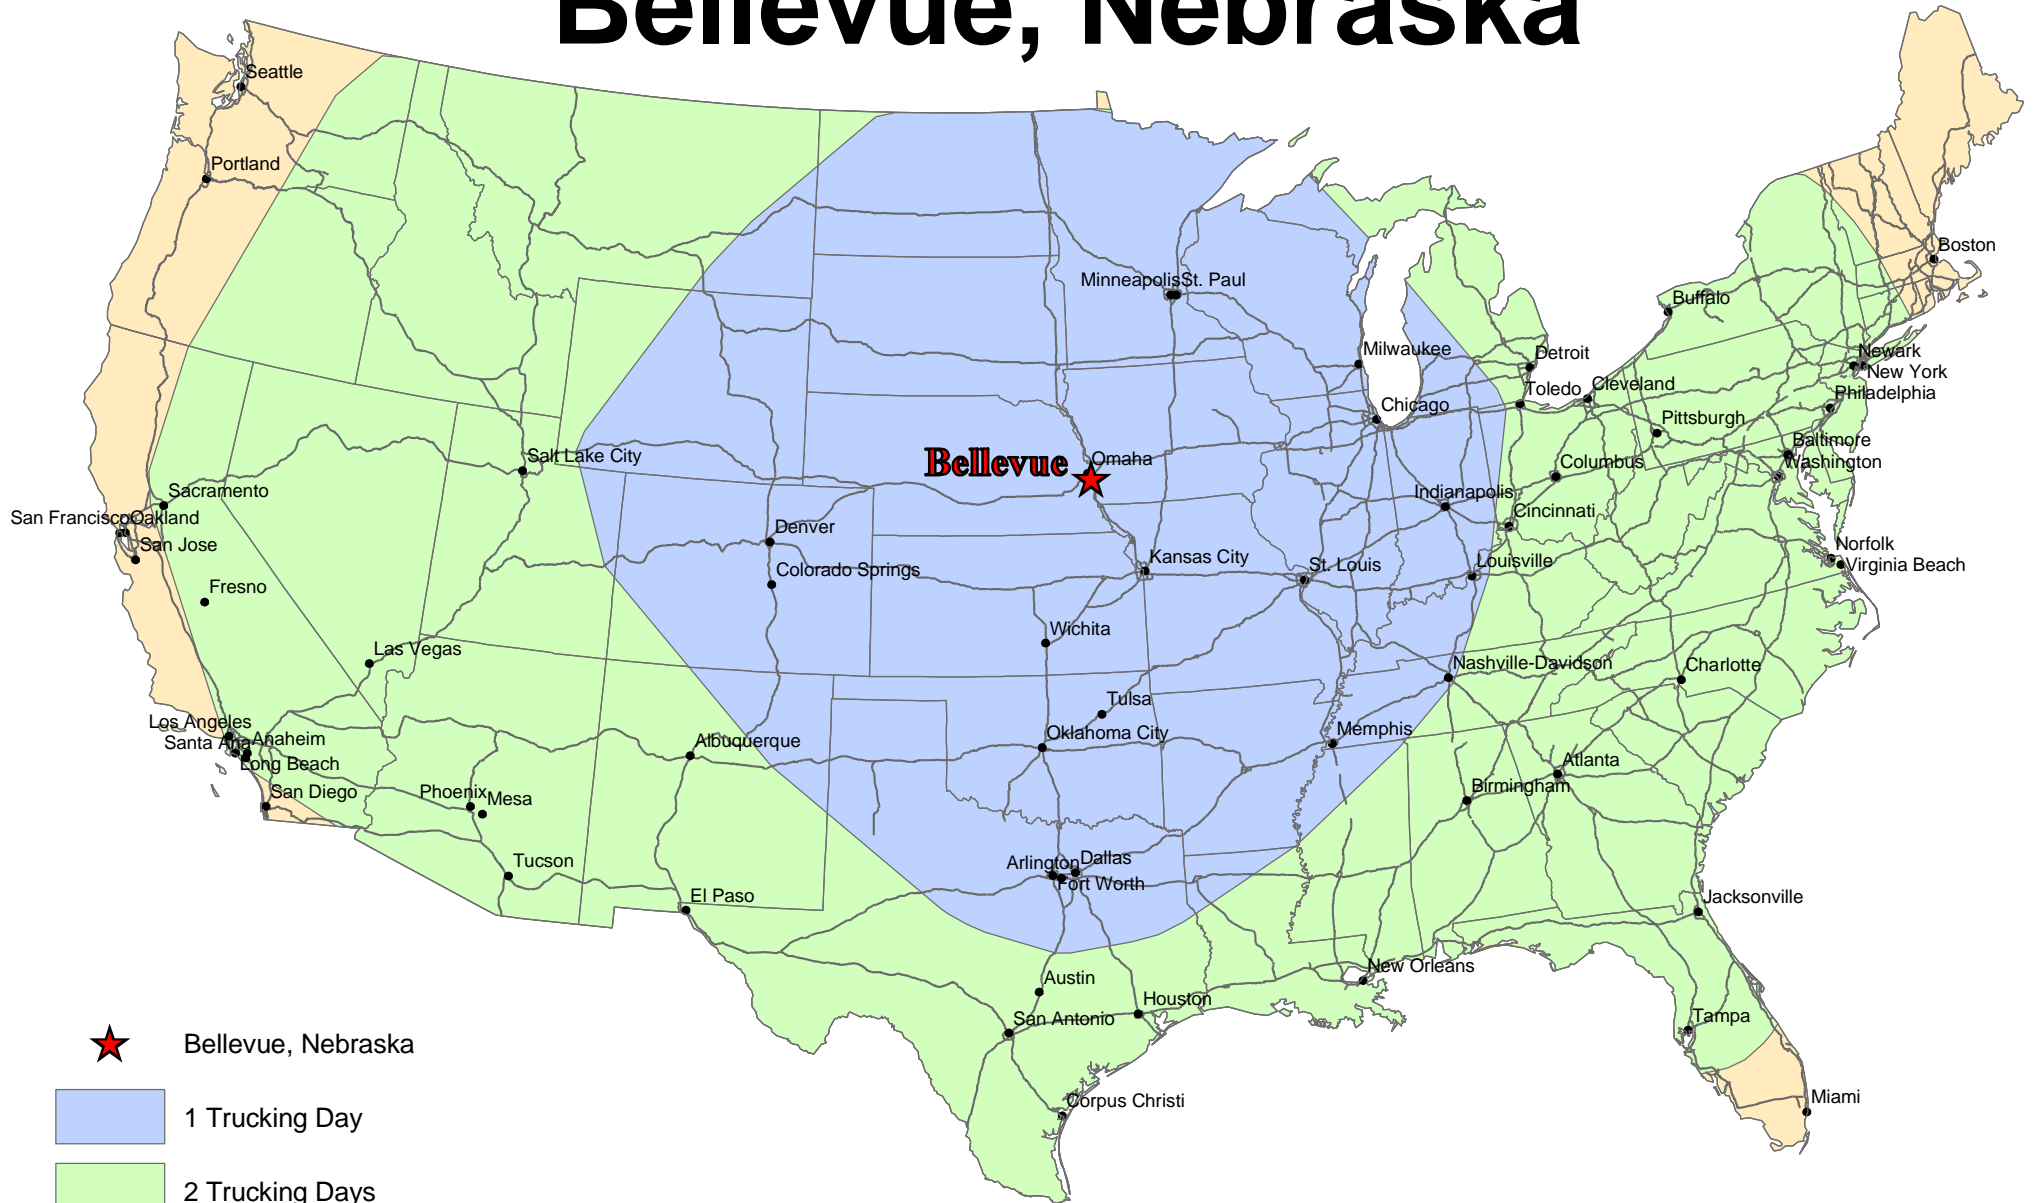 Bellevue, Nebraska
Seattle
Portland
Boston
MinneapolisSt. Paul
Buffalo
Milwaukee
Detroit
Newark
New York
Toledo
Cleveland
Philadelphia
Chicago
Pittsburgh
Baltimore
Washington
Salt Lake City
Bellevue
Omaha
Columbus
Sacramento
Indianapolis
Cincinnati
San Francisco
Oakland
San Jose
Denver
Norfolk
Virginia Beach
Colorado Springs
Kansas City
St. Louis
Louisville
Fresno
Wichita
Las Vegas
Nashville-Davidson
Charlotte
Tulsa
Los Angeles
Santa Ana
Anaheim
Long Beach
Albuquerque
Oklahoma City
Memphis
Atlanta
San Diego
Phoenix
Mesa
Birmingham
Tucson
Arlington
Dallas
Fort Worth
El Paso
Jacksonville
Austin
New Orleans
San Antonio
Houston
Tampa
Corpus Christi
Miami
Bellevue, Nebraska
1 Trucking Day
2 Trucking Days